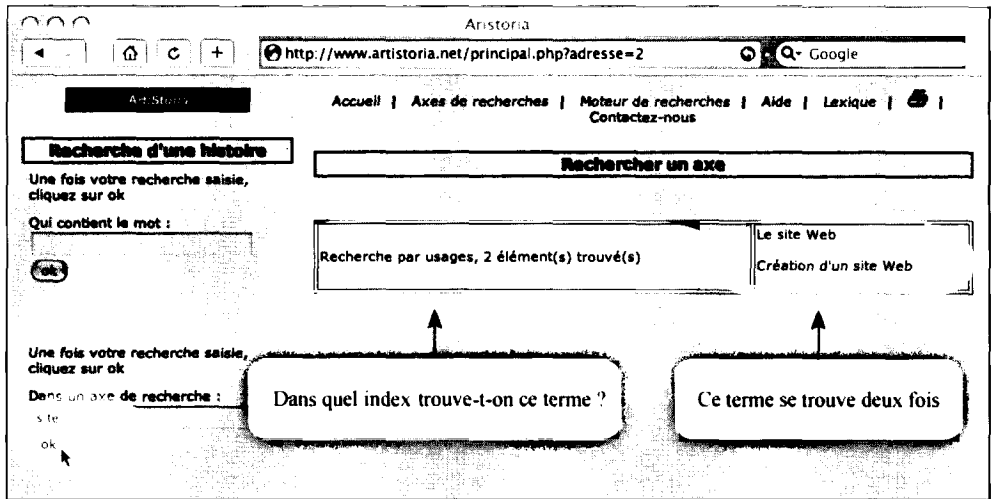 Aristoria
http://www.artistoria.net/principal.php?adresse=2
Google
ArtiStoria
Accueil | Axes de recherches | Moteur de recherches | Aide | Lexique | |
Contactez-nous
Recherche d'une histoire
Rechercher un axe
Une fois votre recherche saisie,
cliquez sur ok
Qui contient le mot :
ok
Recherche par usages, 2 élément(s) trouvé(s)
Le site Web
Création d'un site Web
Une fois votre recherche saisie,
cliquez sur ok
Dans un axe de recherche :
site
ok
Dans quel index trouve-t-on ce terme ?
Ce terme se trouve deux fois